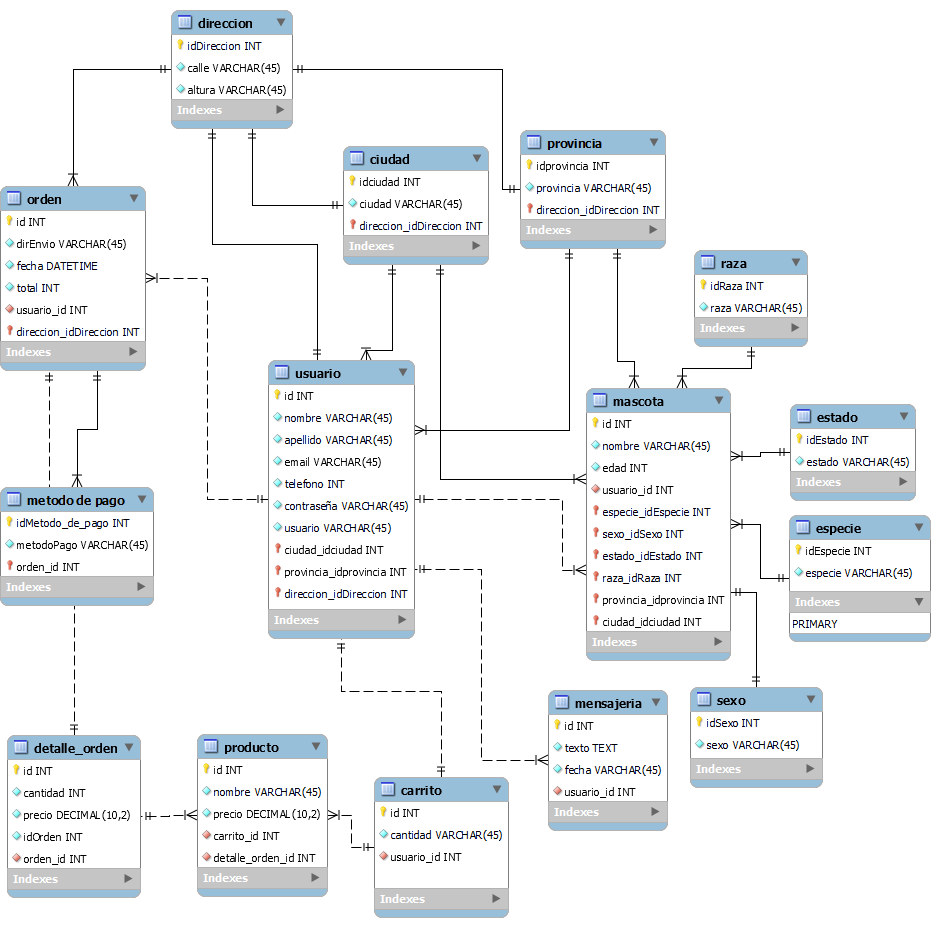 direccion
idDireccion INT
calle VARCHAR(45)
altura VARCHAR(45)
Indexes
ciudad
idciudad INT
ciudad VARCHAR(45)
direccion_idDireccion INT
Indexes
provincia
idprovincia INT
provincia VARCHAR(45)
direccion_idDireccion INT
Indexes
orden
id INT
dirEnvio VARCHAR(45)
fecha DATETIME
total INT
usuario_id INT
direccion_idDireccion INT
Indexes
raza
idRaza INT
raza VARCHAR(45)
Indexes
usuario
id INT
nombre VARCHAR(45)
apellido VARCHAR(45)
email VARCHAR(45)
telefono INT
contraseña VARCHAR(45)
usuario VARCHAR(45)
ciudad_idciudad INT
provincia_idprovincia INT
direccion_idDireccion INT
Indexes
mascota
id INT
nombre VARCHAR(45)
edad INT
usuario_id INT
especie_idEspecie INT
sexo_idSexo INT
estado_idEstado INT
raza_idRaza INT
provincia_idprovincia INT
ciudad_idciudad INT
Indexes
estado
idEstado INT
estado VARCHAR(45)
Indexes
especie
idEspecie INT
especie VARCHAR(45)
Indexes
PRIMARY
metodo de pago
idMetodo_de_pago INT
metodoPago VARCHAR(45)
orden_id INT
Indexes
sexo
idSexo INT
sexo VARCHAR(45)
Indexes
mensajeria
id INT
texto TEXT
fecha VARCHAR(45)
usuario_id INT
Indexes
detalle_orden
id INT
cantidad INT
precio DECIMAL(10,2)
idOrden INT
orden_id INT
Indexes
producto
id INT
nombre VARCHAR(45)
precio DECIMAL(10,2)
carrito_id INT
detalle_orden_id INT
Indexes
carrito
id INT
cantidad VARCHAR(45)
usuario_id INT
Indexes